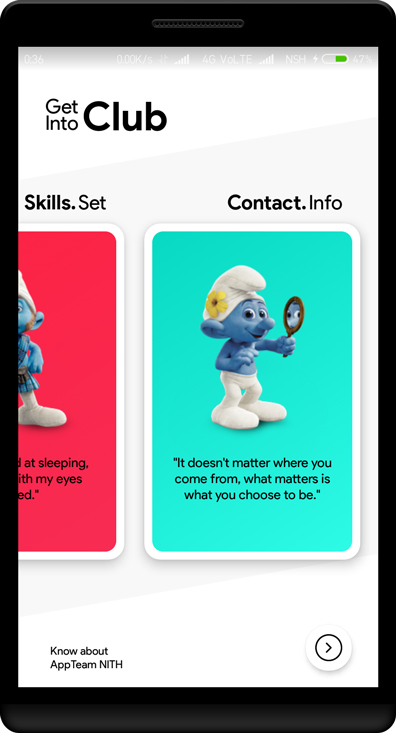 0:36 0.00K/s 4G VoLTE NSH 47%
Get
Into Club
Skills. Set
Contact. Info
d at sleeping,
ith my eyes
ed."
"It doesn't matter where you
come from, what matters is
what you choose to be."
Know about
AppTeam NITH